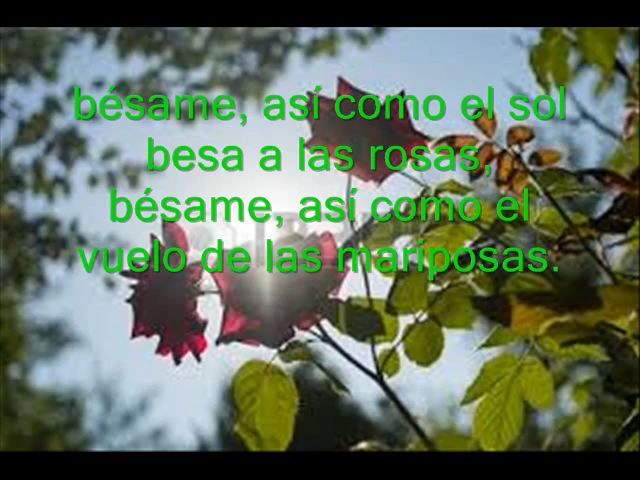 bésame, así como el sol
besa a las rosas,
bésame, así como el
vuelo de las mariposas.